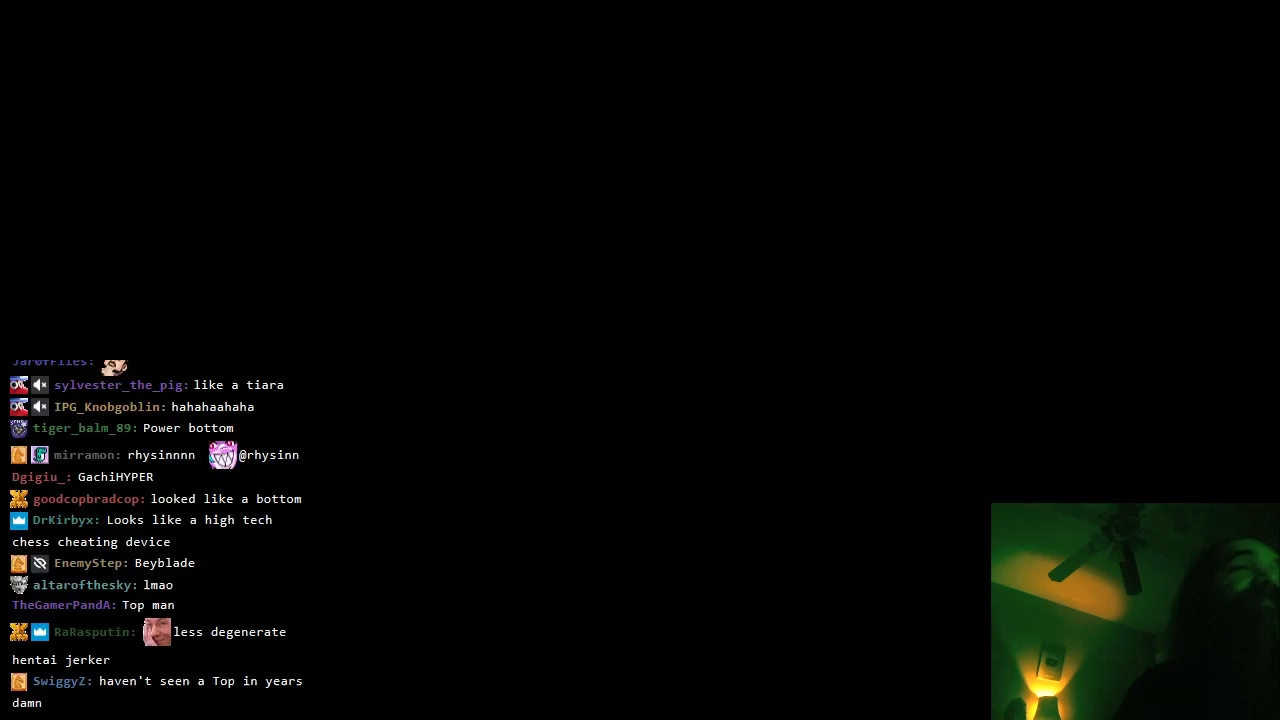 JarofFlies:
sylvester_the_pig: like a tiara
IPG_Knobgoblin: hahahaahaha
tiger_balm_89: Power bottom
mirramon: rhysinnnn @rhysinn
Dgigiu_: GachiHYPER
goodcopbradcop: looked like a bottom
DrKirbyx: Looks like a high tech
chess cheating device
EnemyStep: Beyblade
altarofthesky: lmao
TheGamerPandA: Top man
RaRasputin: less degenerate
hentai jerker
SwiggyZ: haven't seen a Top in years
damn